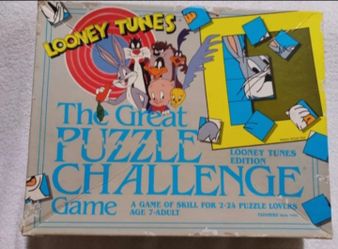 LOONEY TUNES
The Great
PUZZLE
LOONEY TUNES
EDITION
CHALLENGE
Game
A GAME OF SKILL FOR 2-24 PUZZLE LOVERS
AGE 7-ADULT